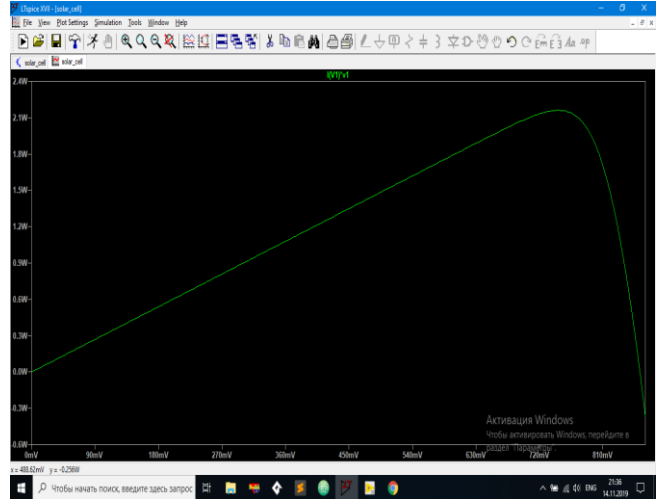 LTspice XVII - [solar_cell]
File View Plot Settings Simulation Tools Window Help
solar_cell solar_cell
I(V1)*v1
2.4W
2.1W
1.8W
1.5W
1.2W
0.9W
0.6W
0.3W
0.0W
-0.3W
-0.6W
0mV 90mV 180mV 270mV 360mV 450mV 540mV 630mV 720mV 810mV
Активация Windows
Чтобы активировать Windows, перейдите в
раздел "Параметры".
x = 488.62mV y = -0.256W
Чтобы начать поиск, введите здесь запрос
ENG
21:36
14.11.2019